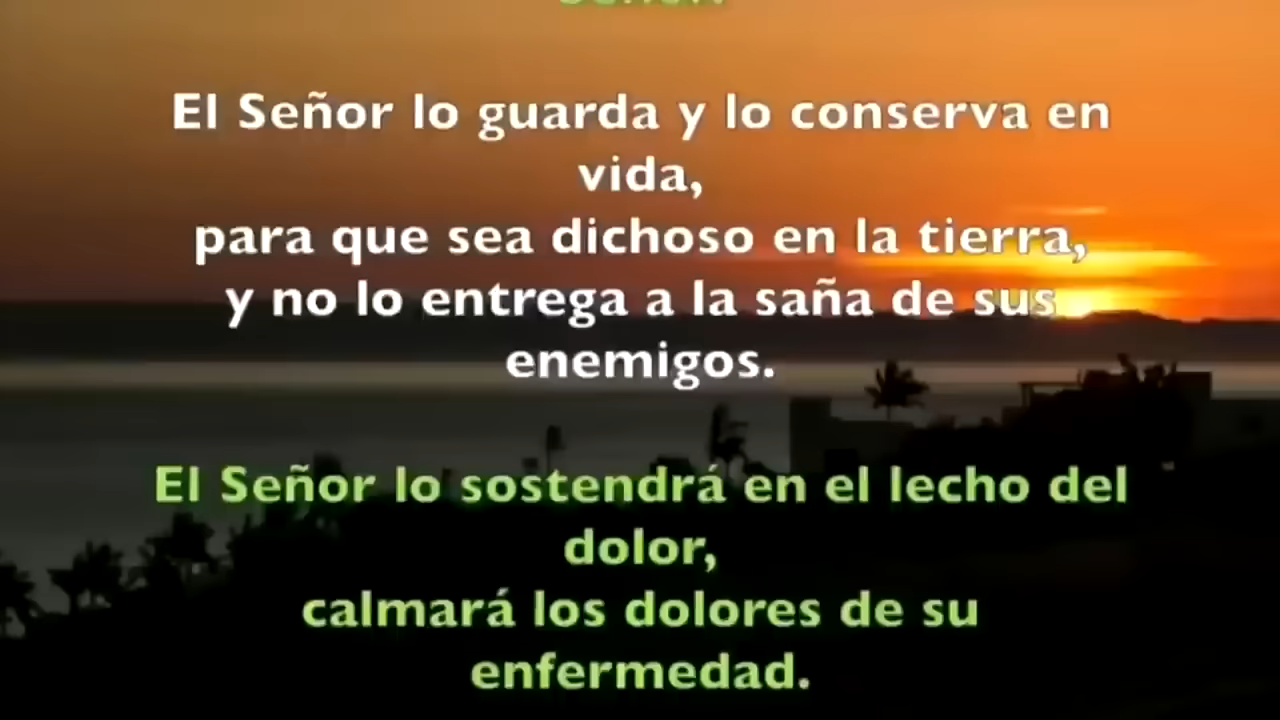 El Señor lo guarda y lo conserva en
vida,
para que sea dichoso en la tierra,
y no lo entrega a la saña de sus
enemigos.
El Señor lo sostendrá en el lecho del
dolor,
calmará los dolores de su
enfermedad.